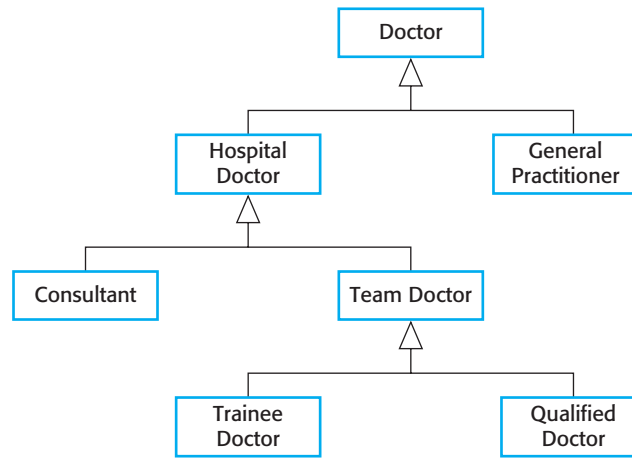 Doctor
Hospital
Doctor
General
Practitioner
Consultant
Team Doctor
Trainee
Doctor
Qualified
Doctor